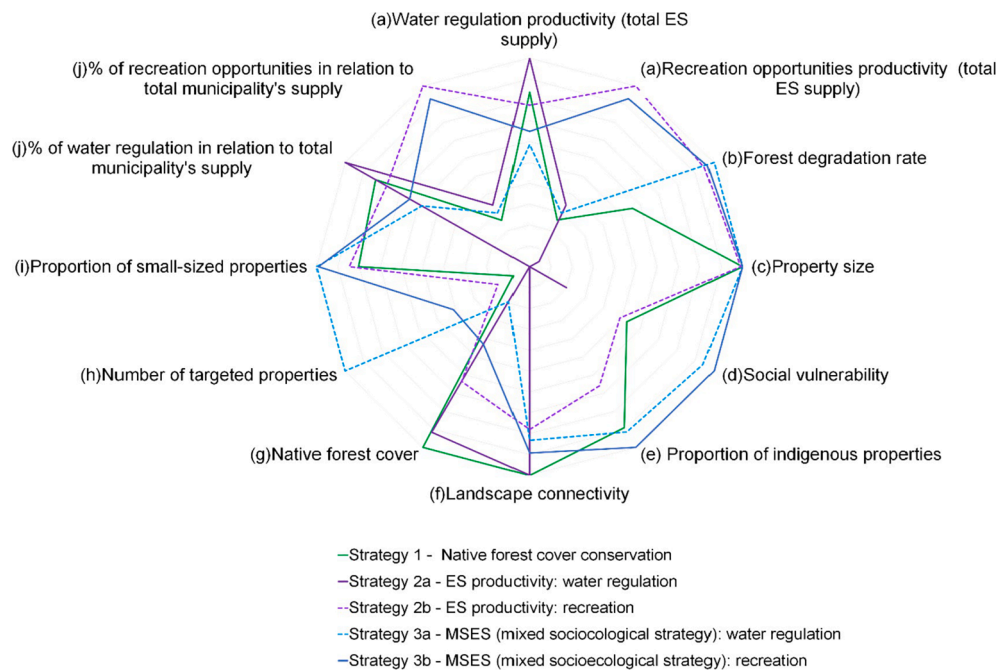 (a)Water regulation productivity (total ES
supply)
(j)% of recreation opportunities in relation to
total municipality's supply
(a)Recreation opportunities productivity (total
ES supply)
(j)% of water regulation in relation to total
municipality's supply
(b)Forest degradation rate
(i)Proportion of small-sized properties
(c)Property size
(h)Number of targeted properties
(d)Social vulnerability
(g)Native forest cover
(e) Proportion of indigenous properties
(f)Landscape connectivity
Strategy 1 - Native forest cover conservation
Strategy 2a - ES productivity: water regulation
Strategy 2b - ES productivity: recreation
Strategy 3a - MSES (mixed sociocological strategy): water regulation
Strategy 3b - MSES (mixed socioecological strategy): recreation